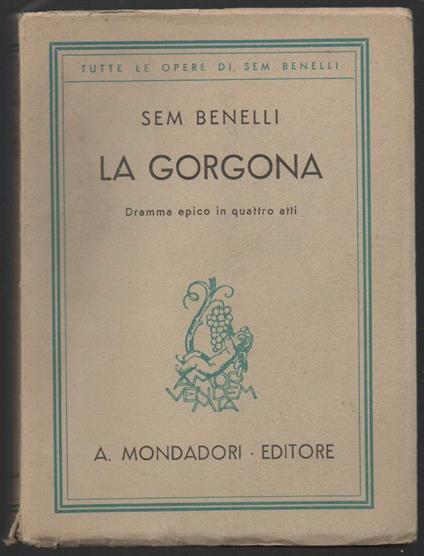 TUTTE LE OPERE DI SEM BENELLI
SEM BENELLI
LA GORGONA
Dramma epico in quattro atti
AMOR
VENDEM
MIA
A. MONDADORI · EDITORE